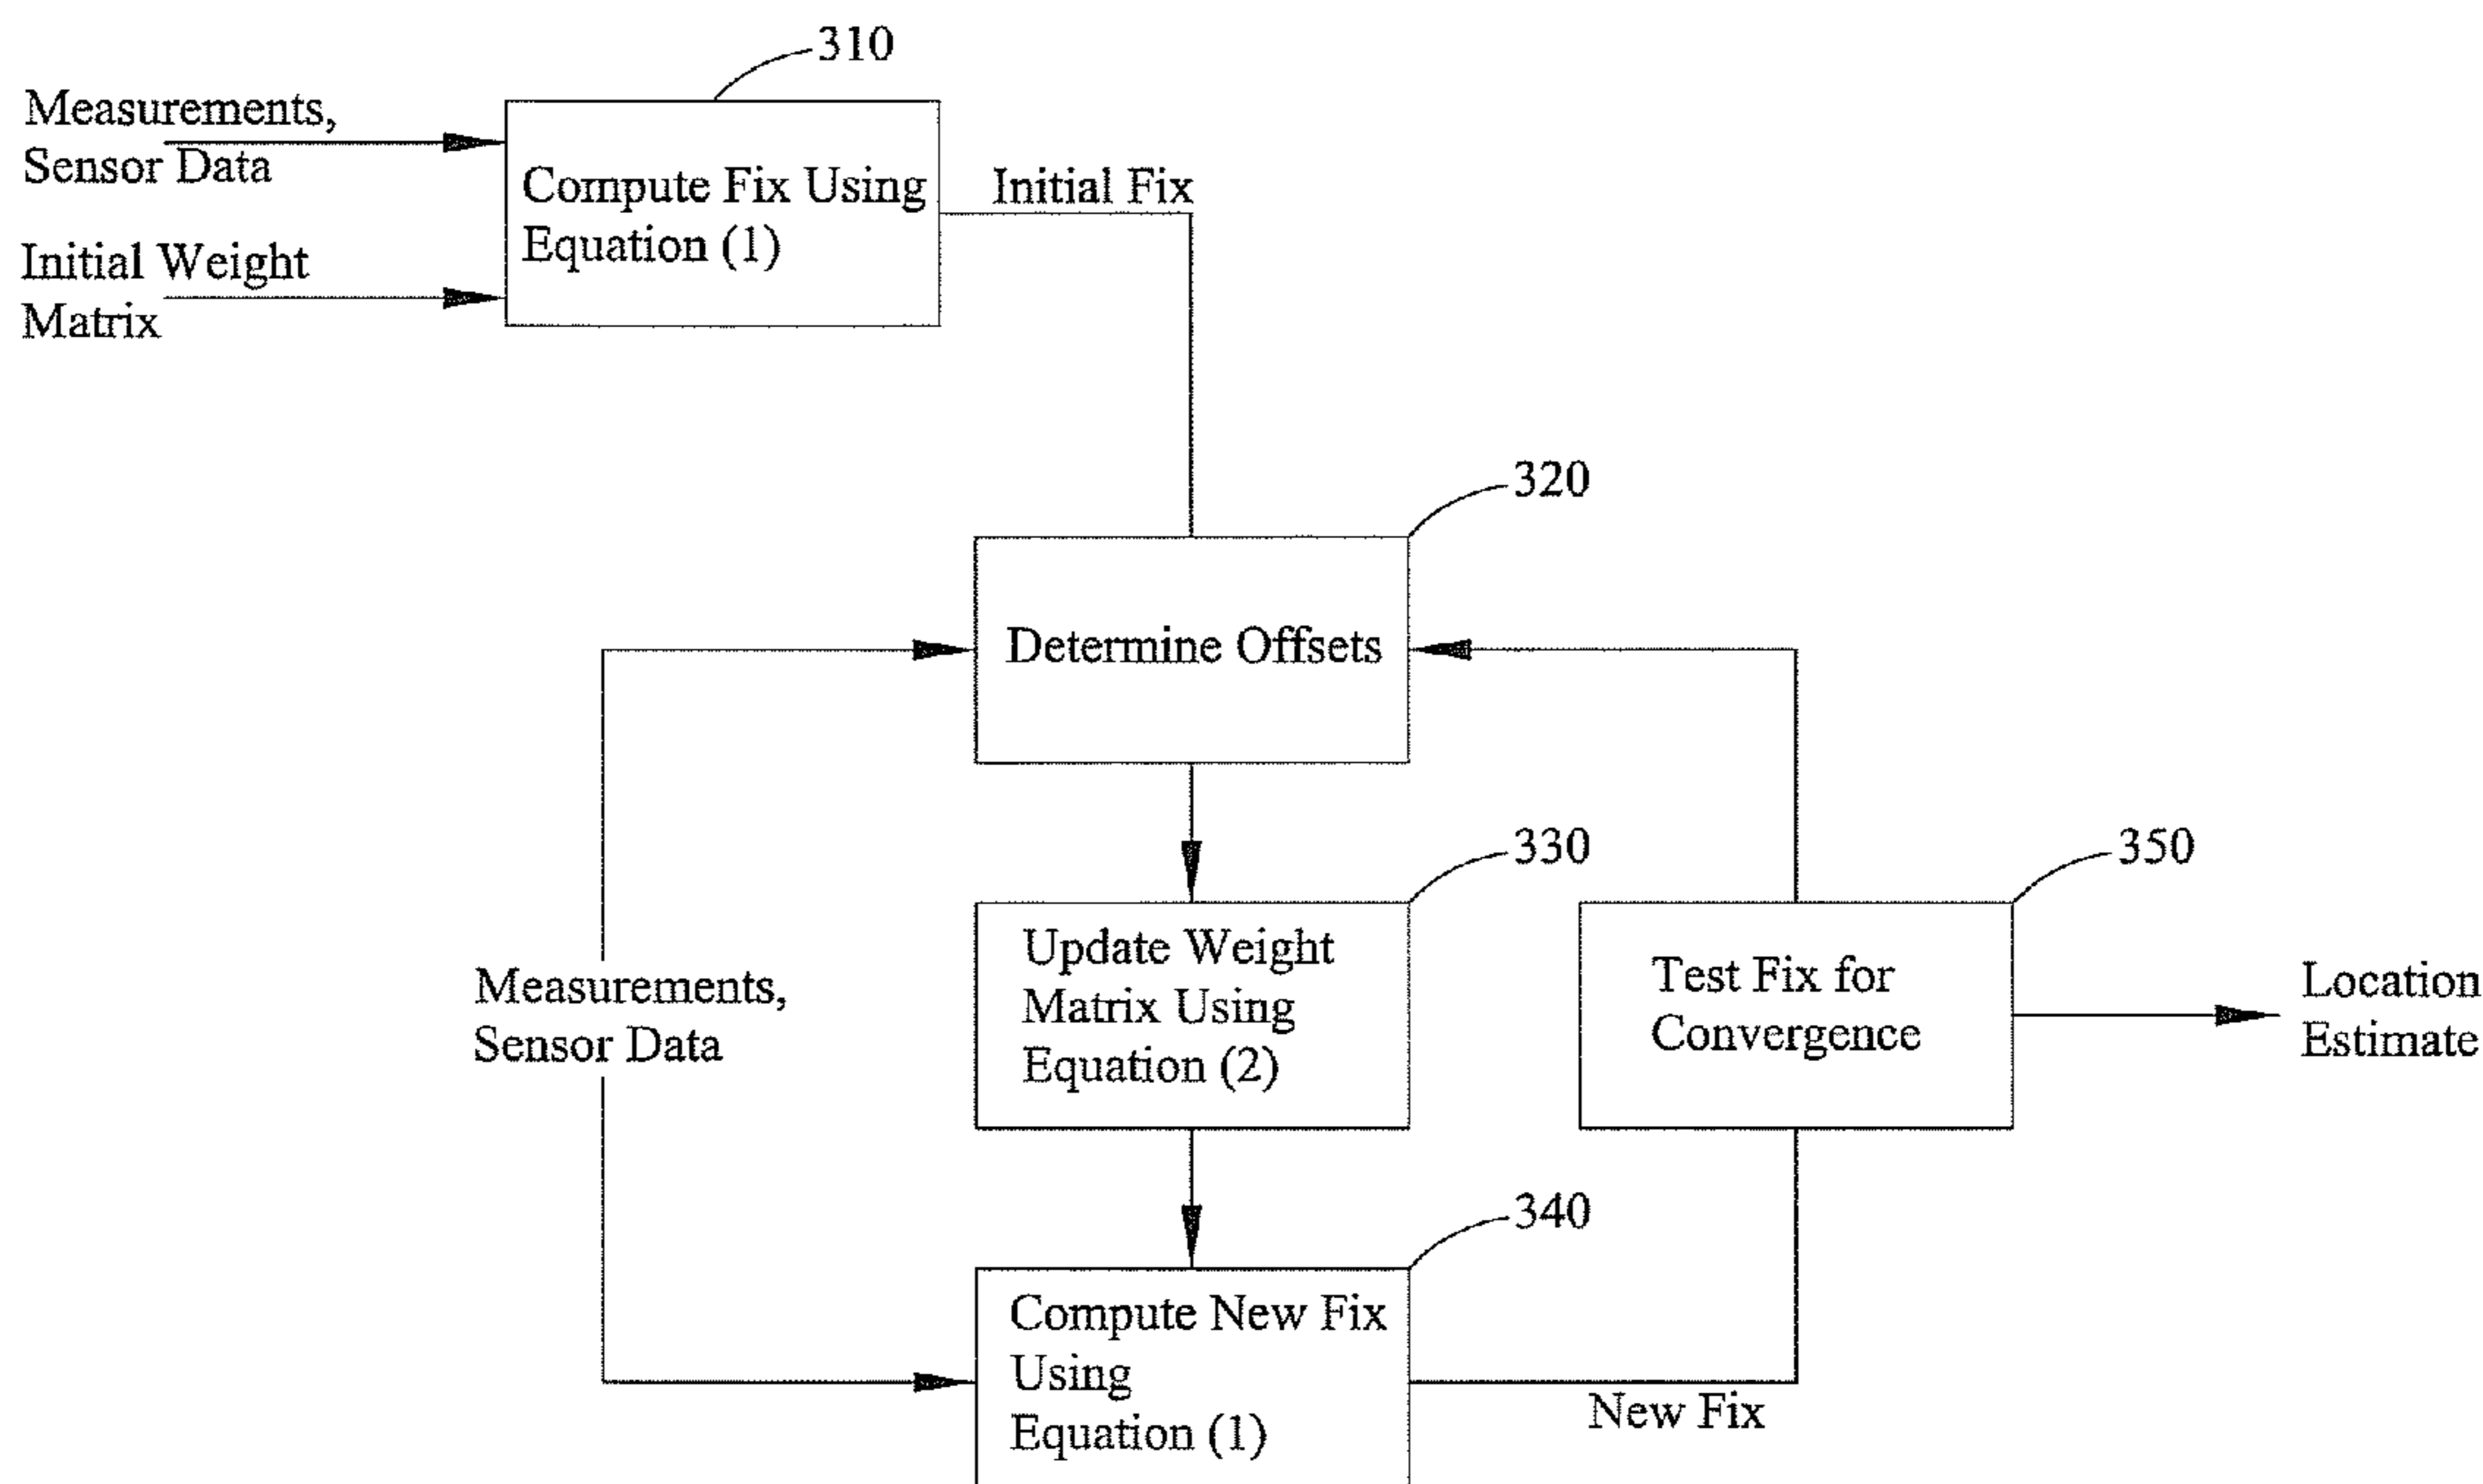 310
Measurements,
Sensor Data
Initial Weight
Matrix
Compute Fix Using
Equation (1)
Initial Fix
320
Determine Offsets
330
Update Weight
Matrix Using
Equation (2)
350
Test Fix for
Convergence
Location
Estimate
Measurements,
Sensor Data
340
Compute New Fix
Using
Equation (1)
New Fix